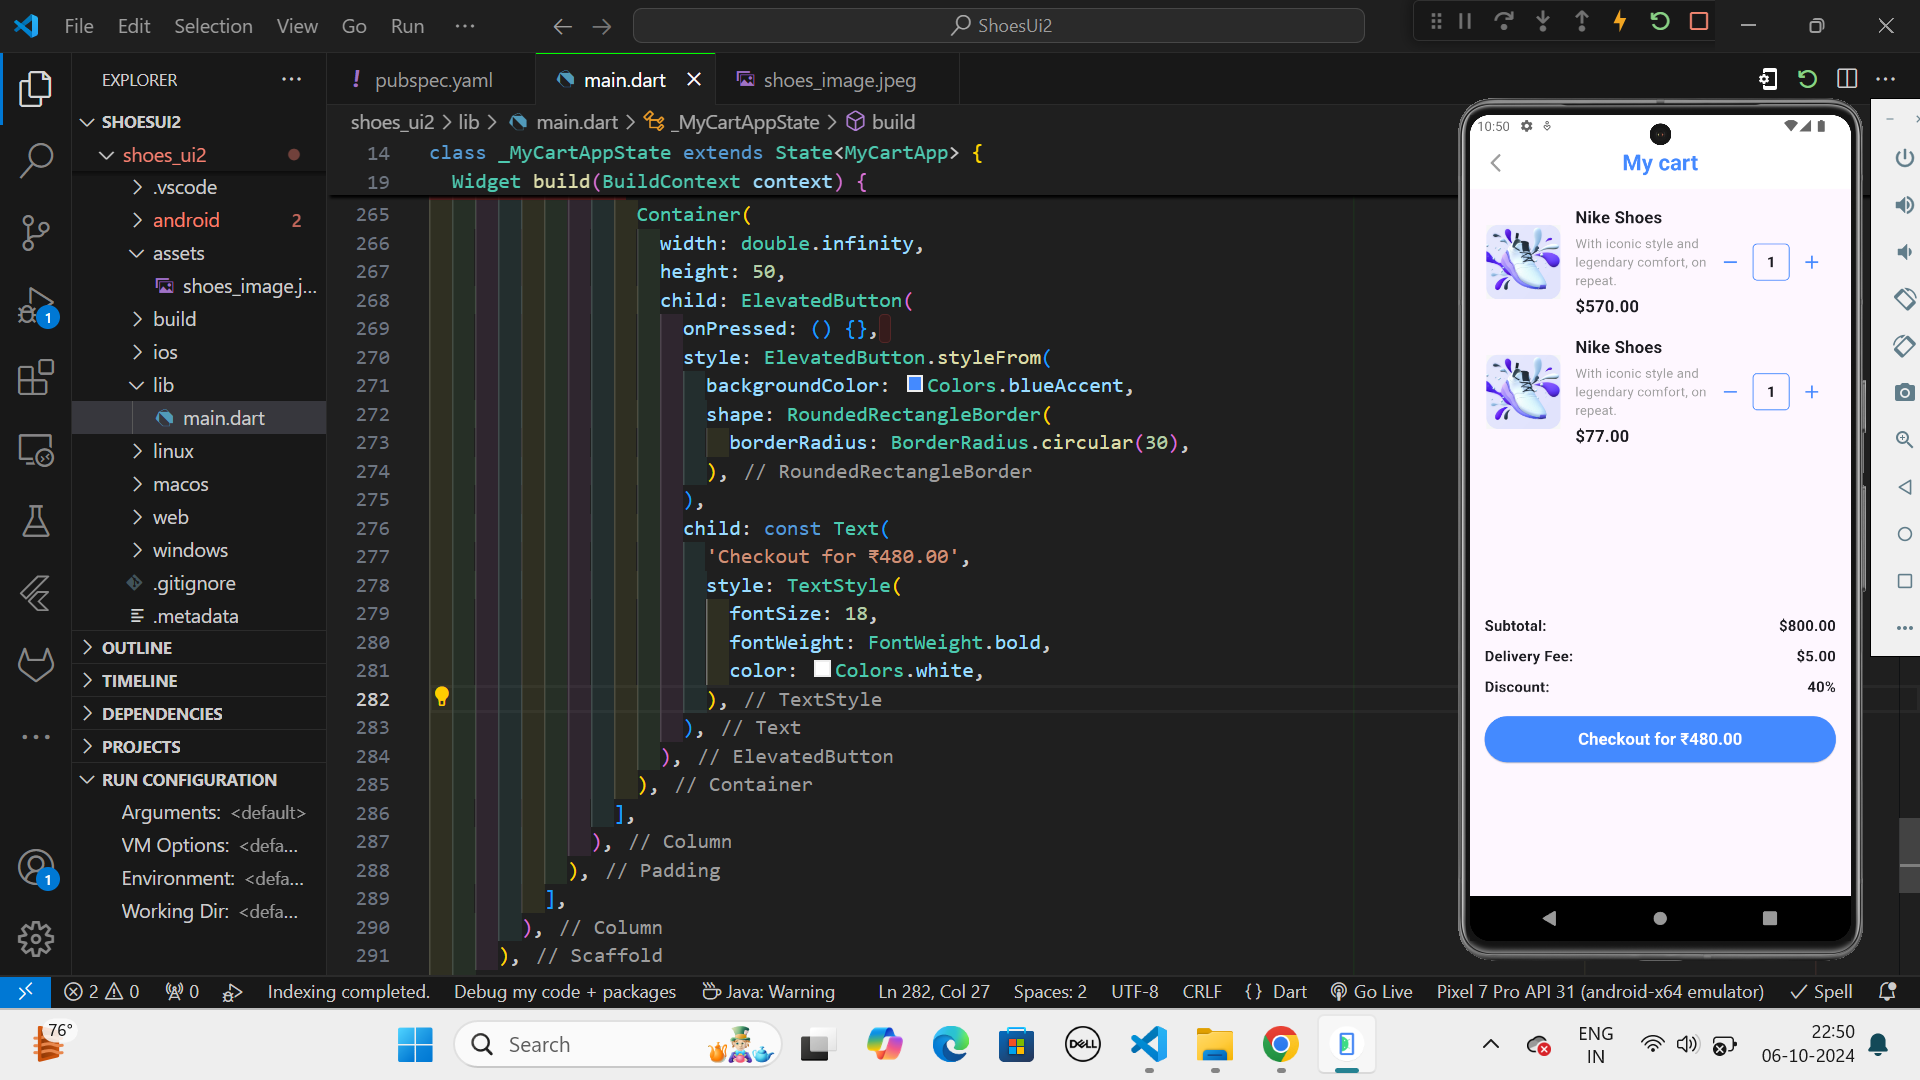 File Edit Selection View Go Run ···
ShoesUi2
EXPLORER
pubspec.yaml
main.dart
shoes_image.jpeg
SHOESUI2
shoes_ui2
.vscode
android 2
assets
shoes_image.j...
build
ios
lib
main.dart
linux
macos
web
windows
.gitignore
.metadata
OUTLINE
TIMELINE
DEPENDENCIES
PROJECTS
RUN CONFIGURATION
Arguments: <default>
VM Options: <defa...
Environment: <defa...
Working Dir: <defa...
1
1
shoes_ui2 > lib > main.dart > _MyCartAppState > build
14 class _MyCartAppState extends State<MyCartApp> {
19 Widget build(BuildContext context) {
265 Container(
266 width: double.infinity,
267 height: 50,
268 child: ElevatedButton(
269 onPressed: () {},
270 style: ElevatedButton.styleFrom(
271 backgroundColor: Colors.blueAccent,
272 shape: RoundedRectangleBorder(
273 borderRadius: BorderRadius.circular(30),
274 ), // RoundedRectangleBorder
275 ),
276 child: const Text(
277 'Checkout for ₹480.00',
278 style: TextStyle(
279 fontSize: 18,
280 fontWeight: FontWeight.bold,
281 color: Colors.white,
282 ), // TextStyle
283 ), // Text
284 ), // ElevatedButton
285 ), // Container
286 ],
287 ), // Column
288 ), // Padding
289 ],
290 ), // Column
291 ), // Scaffold
10:50
My cart
Nike Shoes
With iconic style and
legendary comfort, on
repeat.
$570.00
1
Nike Shoes
With iconic style and
legendary comfort, on
repeat.
$77.00
1
Subtotal: $800.00
Delivery Fee: $5.00
Discount: 40%
Checkout for ₹480.00
2 0 0 Indexing completed. Debug my code + packages Java: Warning Ln 282, Col 27 Spaces: 2 UTF-8 CRLF {} Dart Go Live Pixel 7 Pro API 31 (android-x64 emulator) Spell
76°
Search
DELL
ENG
IN
22:50
06-10-2024